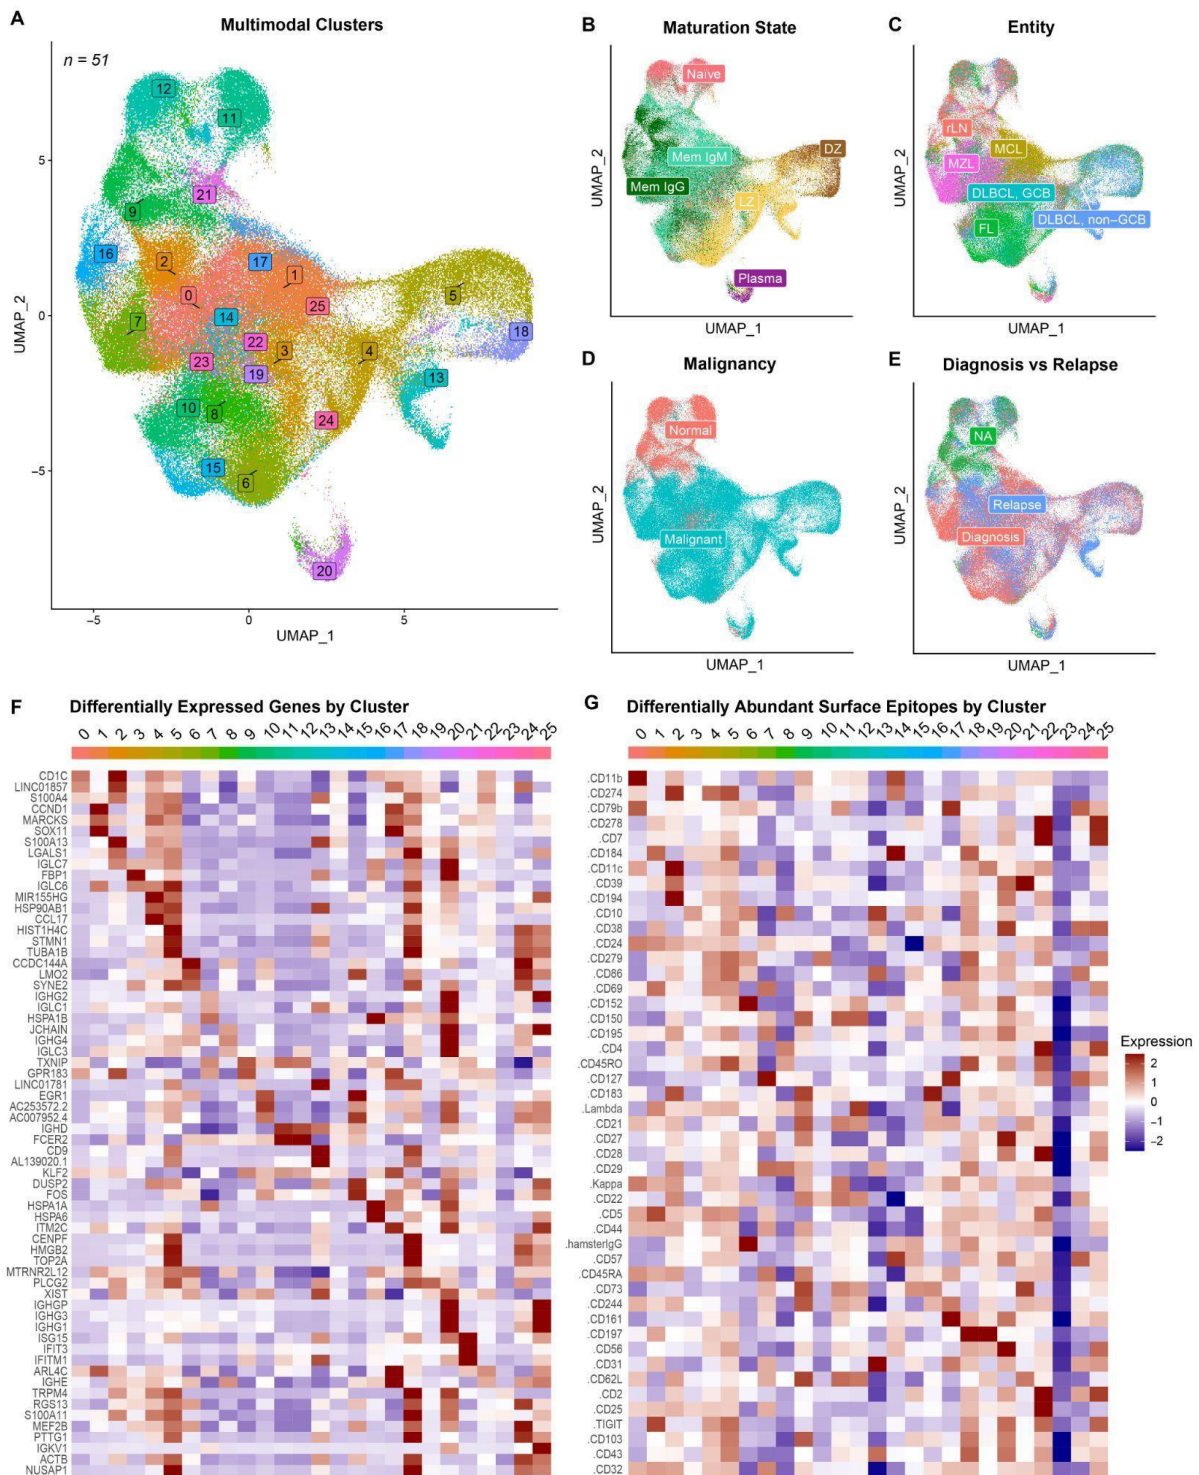 A
Multimodal Clusters
n = 51
12
11
21
9
16
2
17
1
0
25
5
14
18
7
22
3
4
23
19
13
10
8
24
15
6
20
5
0
−5
−5
0
5
UMAP_2
UMAP_1
B
Maturation State
Naive
Mem IgM
DZ
Mem IgG
LZ
Plasma
UMAP_2
UMAP_1
C
Entity
rLN
MCL
MZL
DLBCL, GCB
DLBCL, non−GCB
FL
UMAP_2
UMAP_1
D
Malignancy
Normal
Malignant
UMAP_2
UMAP_1
E
Diagnosis vs Relapse
NA
Relapse
Diagnosis
UMAP_2
UMAP_1
F
Differentially Expressed Genes by Cluster
0 1 2 3 4 5 6 7 8 9 10 11 12 13 14 15 16 17 18 19 20 21 22 23 24 25
CD1C
LINC01857
S100A4
CCND1
MARCKS
SOX11
S100A13
LGALS1
IGLC7
FBP1
IGLC6
MIR155HG
HSP90AB1
CCL17
HIST1H4C
STMN1
TUBA1B
CCDC144A
LMO2
SYNE2
IGHG2
IGLC1
HSPA1B
JCHAIN
IGHG4
IGLC3
TXNIP
GPR183
LINC01781
EGR1
AC253572.2
AC007952.4
IGHD
FCER2
CD9
AL139020.1
KLF2
DUSP2
FOS
HSPA1A
HSPA6
ITM2C
CENPF
HMGB2
TOP2A
MTRNR2L12
PLCG2
XIST
IGHGP
IGHG3
IGHG1
ISG15
IFIT3
IFITM1
ARL4C
IGHE
TRPM4
RGS13
S100A11
MEF2B
PTTG1
IGKV1
ACTB
NUSAP1
G
Differentially Abundant Surface Epitopes by Cluster
0 1 2 3 4 5 6 7 8 9 10 11 12 13 14 15 16 17 18 19 20 21 22 23 24 25
.CD11b
.CD274
.CD79b
.CD278
.CD7
.CD184
.CD11c
.CD39
.CD194
.CD10
.CD38
.CD24
.CD279
.CD86
.CD69
.CD152
.CD150
.CD195
.CD4
.CD45RO
.CD127
.CD183
.Lambda
.CD21
.CD27
.CD28
.CD29
.Kappa
.CD22
.CD5
.CD44
.hamsterIgG
.CD57
.CD45RA
.CD73
.CD244
.CD161
.CD197
.CD56
.CD31
.CD62L
.CD2
.CD25
.TIGIT
.CD103
.CD43
.CD32
Expression
2
1
0
−1
−2